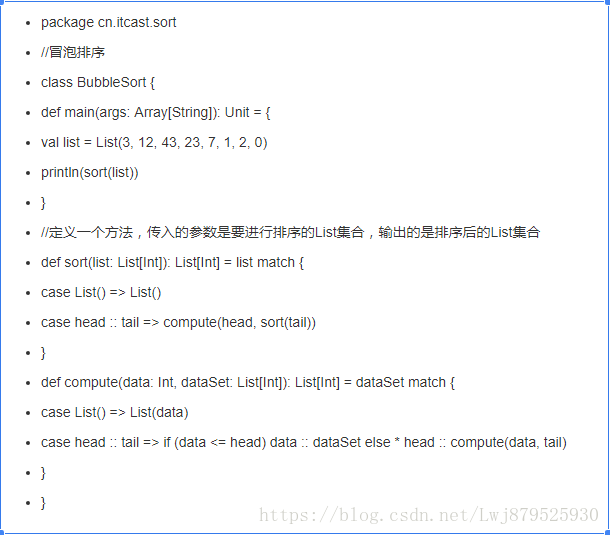 package cn.itcast.sort
//冒泡排序
class BubbleSort {
def main(args: Array[String]): Unit = {
val list = List(3, 12, 43, 23, 7, 1, 2, 0)
println(sort(list))
}
//定义一个方法，传入的参数是要进行排序的List集合，输出的是排序后的List集合
def sort(list: List[Int]): List[Int] = list match {
case List() => List()
case head :: tail => compute(head, sort(tail))
}
def compute(data: Int, dataSet: List[Int]): List[Int] = dataSet match {
case List() => List(data)
case head :: tail => if (data <= head) data :: dataSet else * head :: compute(data, tail)
}
}
https://blog.csdn.net/Lwj879525930